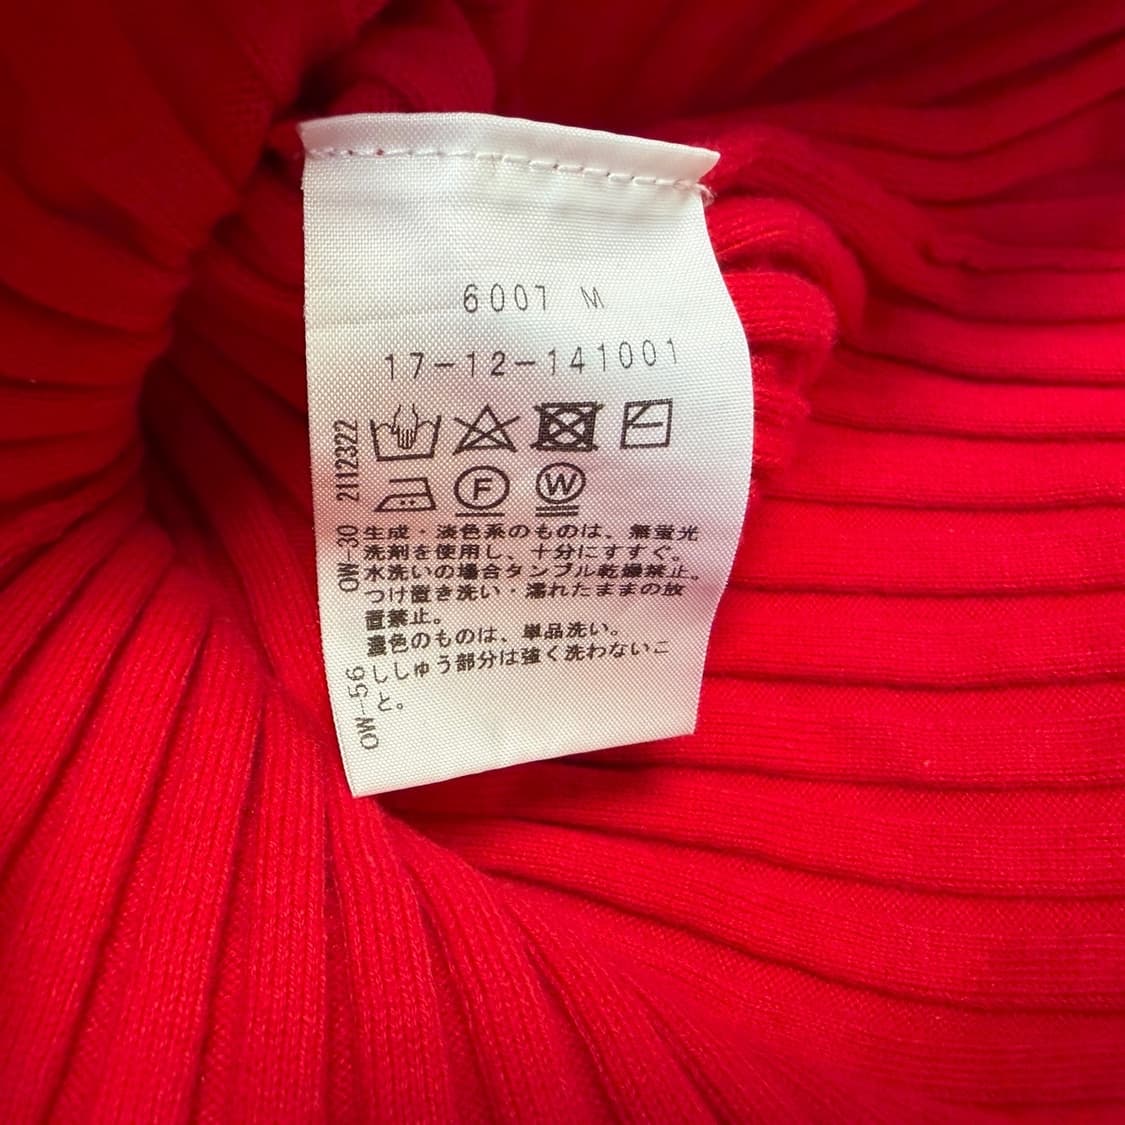 6007 M
17-12-141001
F W
生成・淡色系のものは、無蛍光
洗剤を使用し、十分にすすぐ。
水洗いの場合タンブル乾燥禁止。
つけ置き洗い・濡れたままの放
置禁止。
濃色のものは、単品洗い。
ししゅう部分は強く洗わないこ
と。
OW-56 OW-30 2112322